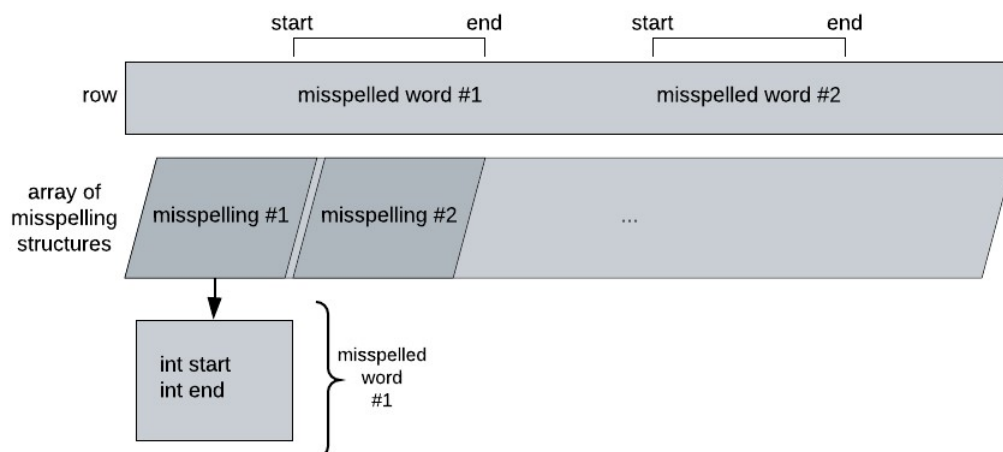 start end start end
row misspelled word #1 misspelled word #2
array of
misspelling
structures
misspelling #1 misspelling #2 ...
int start
int end
misspelled
word
#1